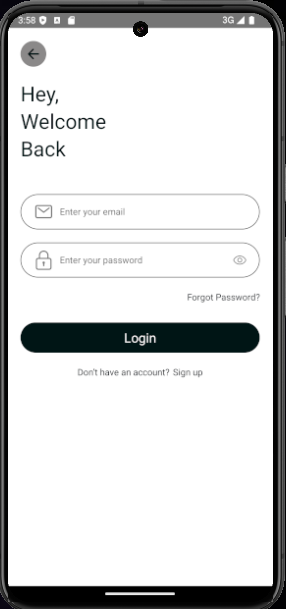 3:58
3G
Hey,
Welcome
Back
Enter your email
Enter your password
Forgot Password?
Login
Don't have an account? Sign up